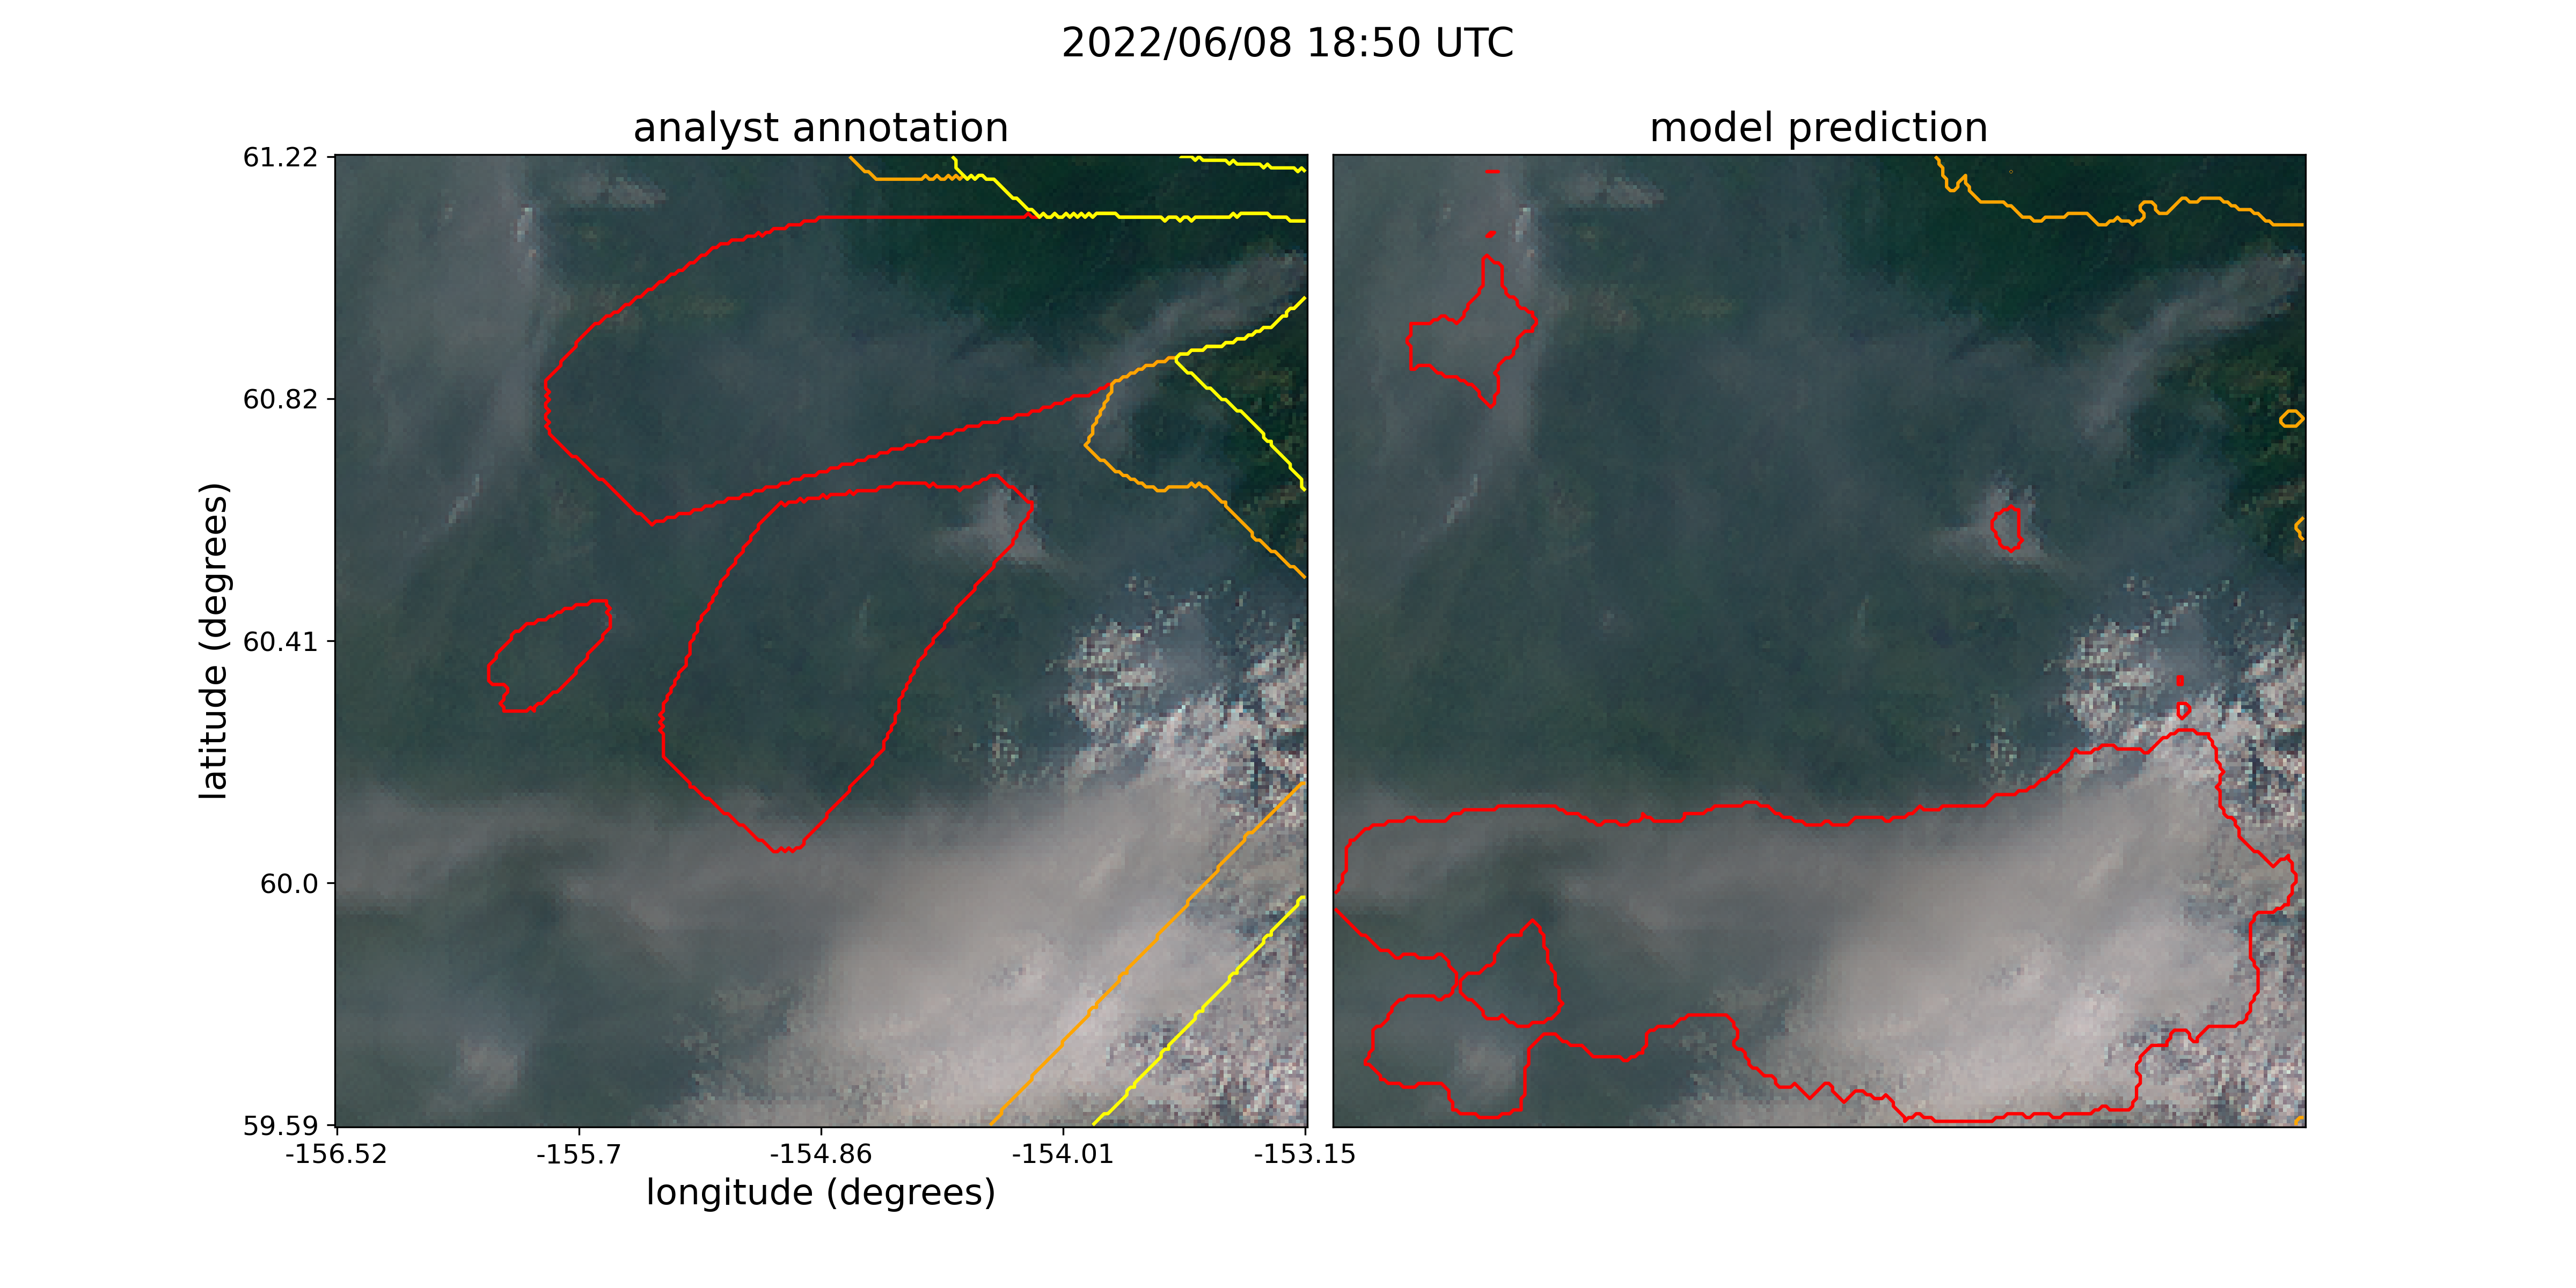 2022/06/08 18:50 UTC
analyst annotation
model prediction
61.22
60.82
60.41
60.0
59.59
latitude (degrees)
-156.52 -155.7 -154.86 -154.01 -153.15
longitude (degrees)